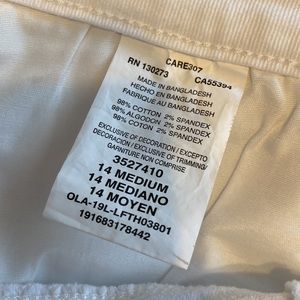 CARE307
RN 130273 CA55394
MADE IN BANGLADESH
HECHO EN BANGLADESH
FABRIQUE AU BANGLADESH
98% COTTON 2% SPANDEX
98% ALGODON 2% SPANDEX
98% COTON 2% SPANDEX
EXCLUSIVE OF DECORATION / EXCEPTO
DECORACION / EXCLUSIVE OF TRIMMING/
GARNITURE NON COMPRISE
3527410
14 MEDIUM
14 MEDIANO
14 MOYEN
OLA-19L-LFTH03801
191683178442